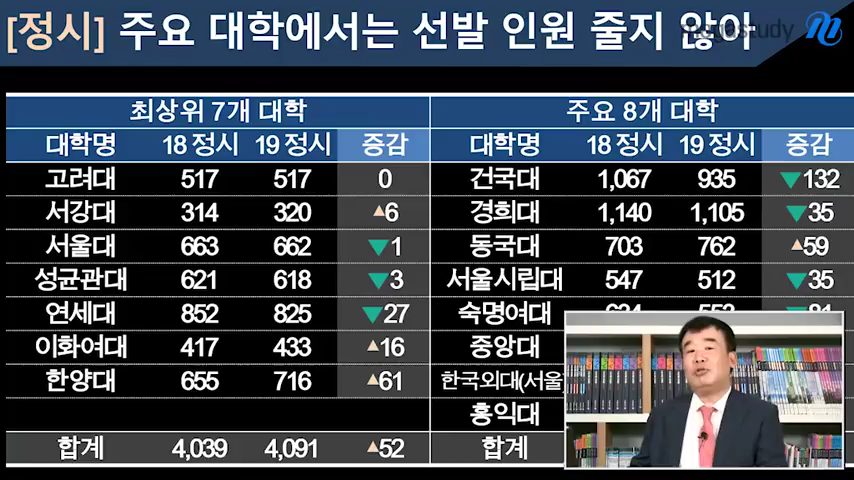 [정시] 주요 대학에서는 선발 인원 줄지 않아
megastudy
최상위 7개 대학
대학명 18 정시 19 정시 증감
고려대 517 517 0
서강대 314 320 ▲6
서울대 663 662 ▼1
성균관대 621 618 ▼3
연세대 852 825 ▼27
이화여대 417 433 ▲16
한양대 655 716 ▲61
합계 4,039 4,091 ▲52
주요 8개 대학
대학명 18 정시 19 정시 증감
건국대 1,067 935 ▼132
경희대 1,140 1,105 ▼35
동국대 703 762 ▲59
서울시립대 547 512 ▼35
숙명여대
중앙대
한국외대(서울)
홍익대
합계